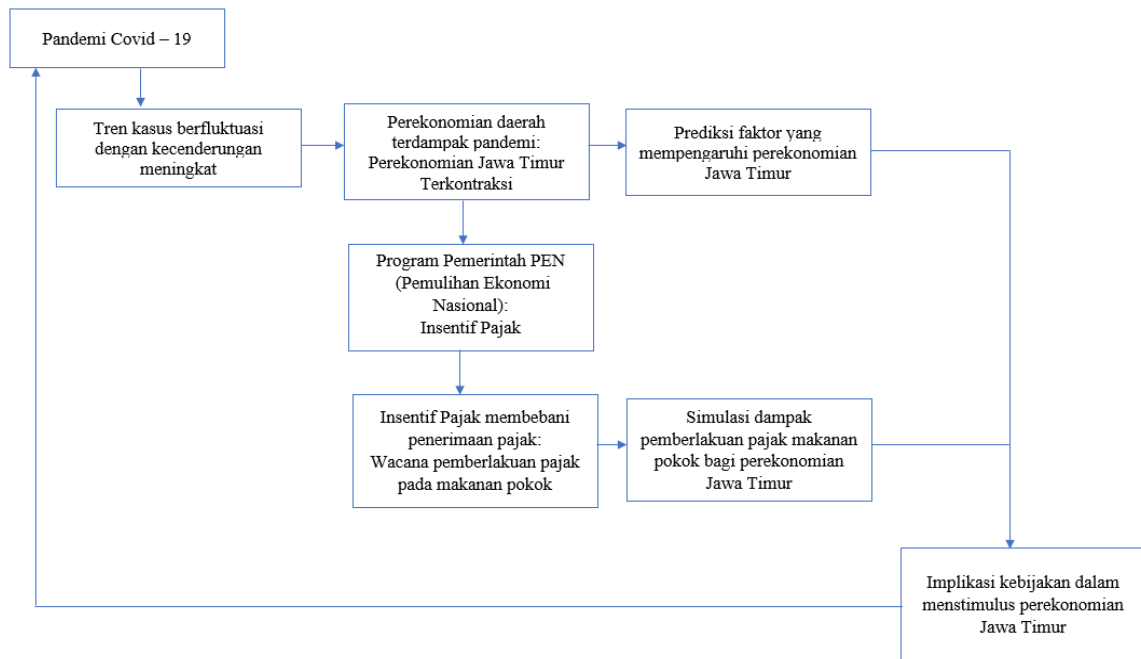 Pandemi Covid – 19
Tren kasus berfluktuasi
dengan kecenderungan
meningkat
Perekonomian daerah
terdampak pandemi:
Perekonomian Jawa Timur
Terkontraksi
Prediksi faktor yang
mempengaruhi perekonomian
Jawa Timur
Program Pemerintah PEN
(Pemulihan Ekonomi
Nasional):
Insentif Pajak
Insentif Pajak membebani
penerimaan pajak:
Wacana pemberlakuan pajak
pada makanan pokok
Simulasi dampak
pemberlakuan pajak makanan
pokok bagi perekonomian
Jawa Timur
Implikasi kebijakan dalam
menstimulus perekonomian
Jawa Timur